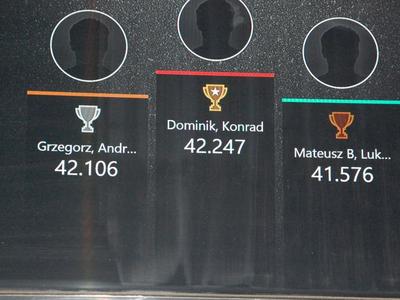 Grzegorz, Andr...
42.106
Dominik, Konrad
42.247
Mateusz B, Luk...
41.576